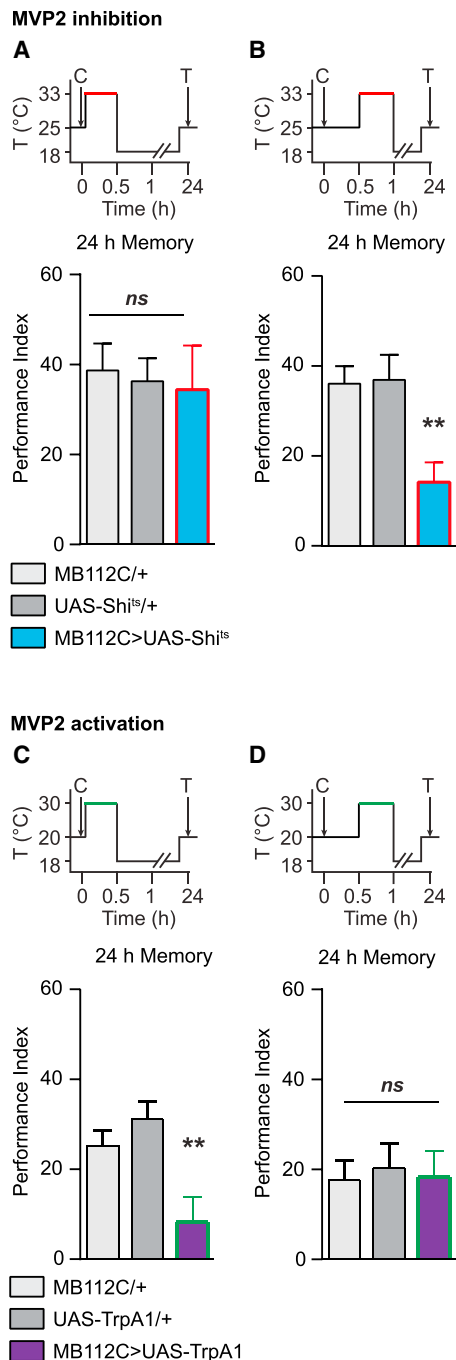 MVP2 inhibition
A
C
T
T (°C)
33
25
18
0
0.5
1
24
Time (h)
24 h Memory
Performance Index
60
40
20
0
ns
B
C
T
T (°C)
33
25
18
0
0.5
1
24
Time (h)
24 h Memory
Performance Index
60
40
20
0
**
MB112C/+
UAS-Shiᵗˢ/+
MB112C>UAS-Shiᵗˢ
MVP2 activation
C
C
T
T (°C)
30
20
18
0
0.5
1
24
Time (h)
24 h Memory
Performance Index
60
40
20
0
**
D
C
T
T (°C)
30
20
18
0
0.5
1
24
Time (h)
24 h Memory
Performance Index
60
40
20
0
ns
MB112C/+
UAS-TrpA1/+
MB112C>UAS-TrpA1